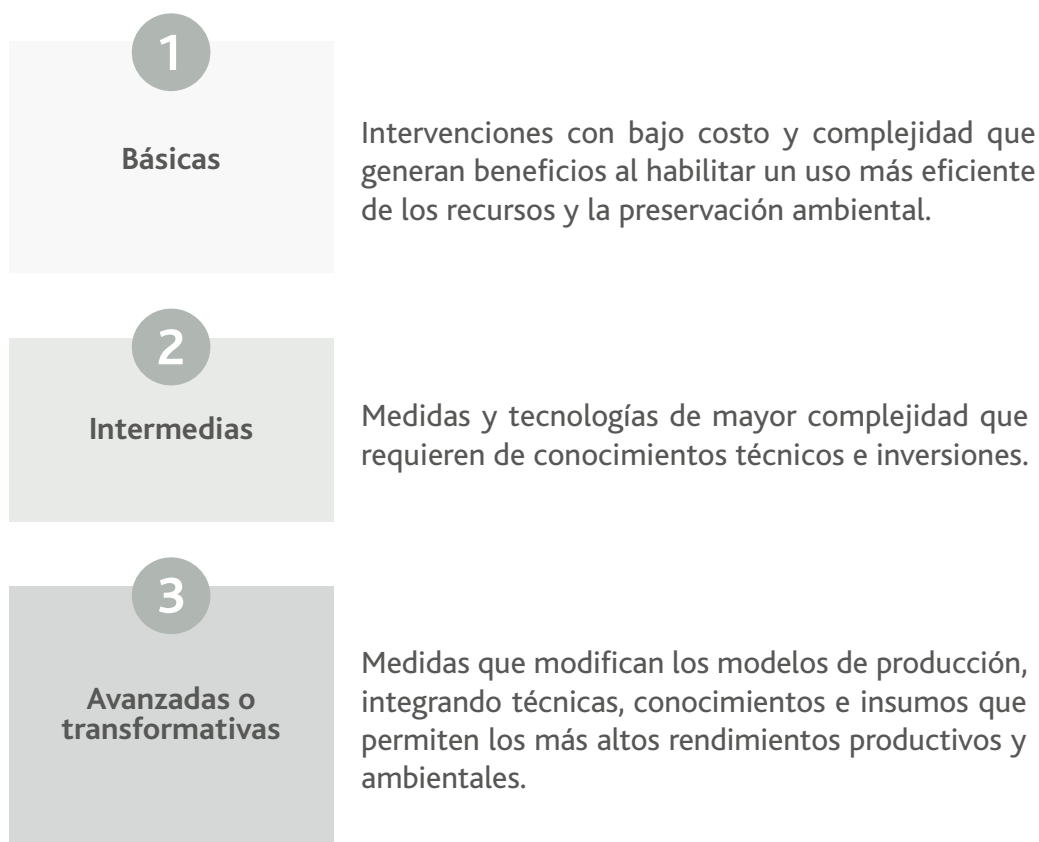 1
Básicas
Intervenciones con bajo costo y complejidad que
generan beneficios al habilitar un uso más eficiente
de los recursos y la preservación ambiental.
2
Intermedias
Medidas y tecnologías de mayor complejidad que
requieren de conocimientos técnicos e inversiones.
3
Avanzadas o
transformativas
Medidas que modifican los modelos de producción,
integrando técnicas, conocimientos e insumos que
permiten los más altos rendimientos productivos y
ambientales.